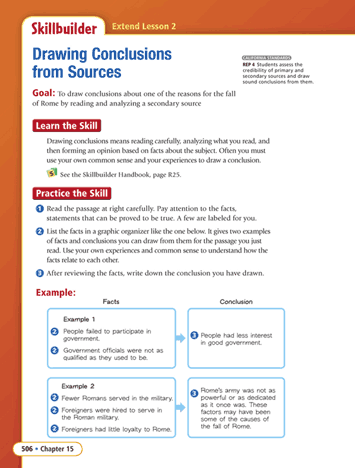 Skillbuilder Extend Lesson 2
Drawing Conclusions
from Sources
CALIFORNIA STANDARDS
REP 4 Students assess the
credibility of primary and
secondary sources and draw
sound conclusions from them.
Goal: To draw conclusions about one of the reasons for the fall
of Rome by reading and analyzing a secondary source
Learn the Skill
Drawing conclusions means reading carefully, analyzing what you read, and
then forming an opinion based on facts about the subject. Often you must
use your own common sense and your experiences to draw a conclusion.
S See the Skillbuilder Handbook, page R25.
Practice the Skill
1 Read the passage at right carefully. Pay attention to the facts,
statements that can be proved to be true. A few are labeled for you.
2 List the facts in a graphic organizer like the one below. It gives two examples
of facts and conclusions you can draw from them for the passage you just
read. Use your own experiences and common sense to understand how the
facts relate to each other.
3 After reviewing the facts, write down the conclusion you have drawn.
Example:
Facts
Conclusion
Example 1
2 People failed to participate in
government.
2 Government officials were not as
qualified as they used to be.
3 People had less interest
in good government.
Example 2
2 Fewer Romans served in the military.
2 Foreigners were hired to serve in
the Roman military.
2 Foreigners had little loyalty to Rome.
3 Rome's army was not as
powerful or as dedicated
as it once was. These
factors may have been
some of the causes of
the fall of Rome.
506 • Chapter 15